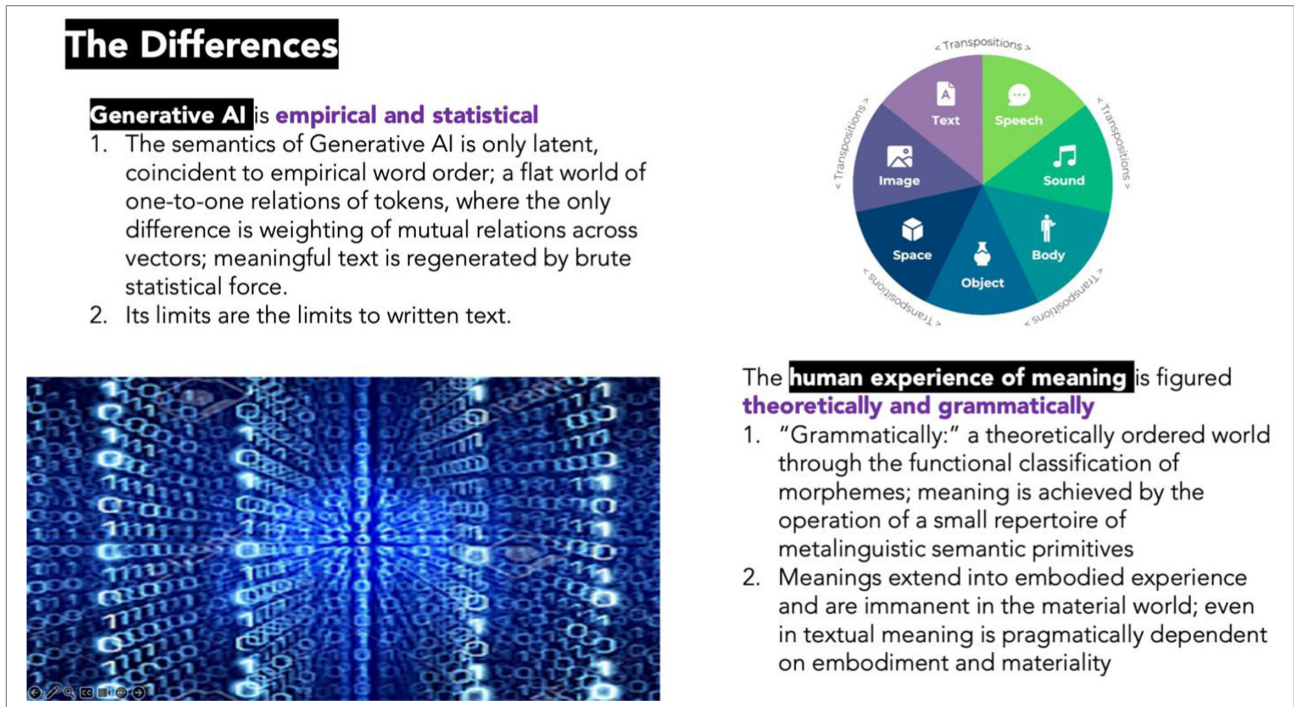 The Differences
Generative AI is empirical and statistical
1. The semantics of Generative AI is only latent,
coincident to empirical word order; a flat world of
one-to-one relations of tokens, where the only
difference is weighting of mutual relations across
vectors; meaningful text is regenerated by brute
statistical force.
2. Its limits are the limits to written text.
< Transpositions >
< Transpositions >
< Transpositions >
< Transpositions >
< Transpositions >
Text
Speech
Image
Sound
Space
Body
Object
The human experience of meaning is figured
theoretically and grammatically
1. “Grammatically:” a theoretically ordered world
through the functional classification of
morphemes; meaning is achieved by the
operation of a small repertoire of
metalinguistic semantic primitives
2. Meanings extend into embodied experience
and are immanent in the material world; even
in textual meaning is pragmatically dependent
on embodiment and materiality